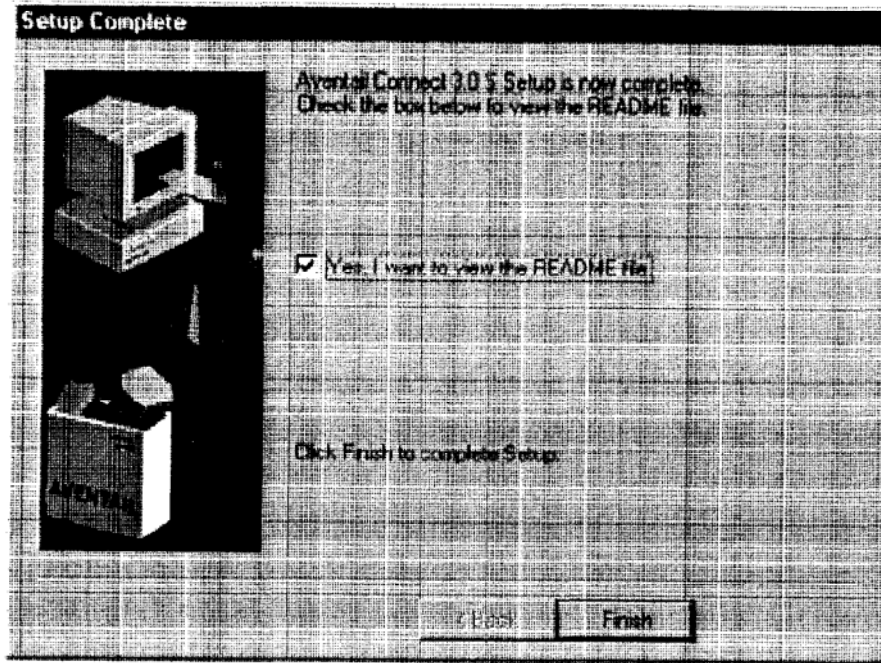 Setup Complete
Aventail Connect 3.0 S Setup is now complete.
Check the box below to view the README file.
Yes, I want to view the README file
Click Finish to complete Setup.
AVENTAIL
< Back
Finish